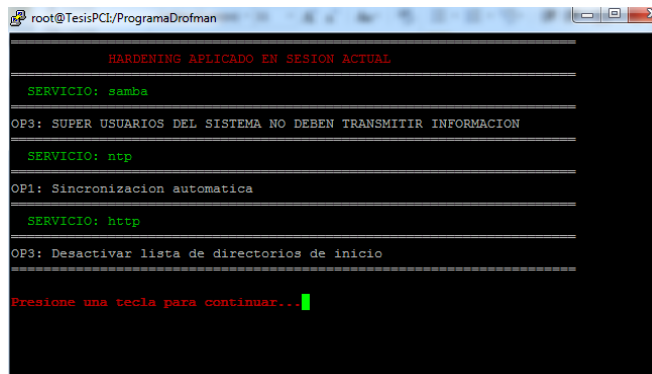 root@TesisPCI:/ProgramaDrofman
HARDENING APLICADO EN SESION ACTUAL
SERVICIO: samba
OP3: SUPER USUARIOS DEL SISTEMA NO DEBEN TRANSMITIR INFORMACION
SERVICIO: ntp
OP1: Sincronizacion automatica
SERVICIO: http
OP3: Desactivar lista de directorios de inicio
Presione una tecla para continuar...